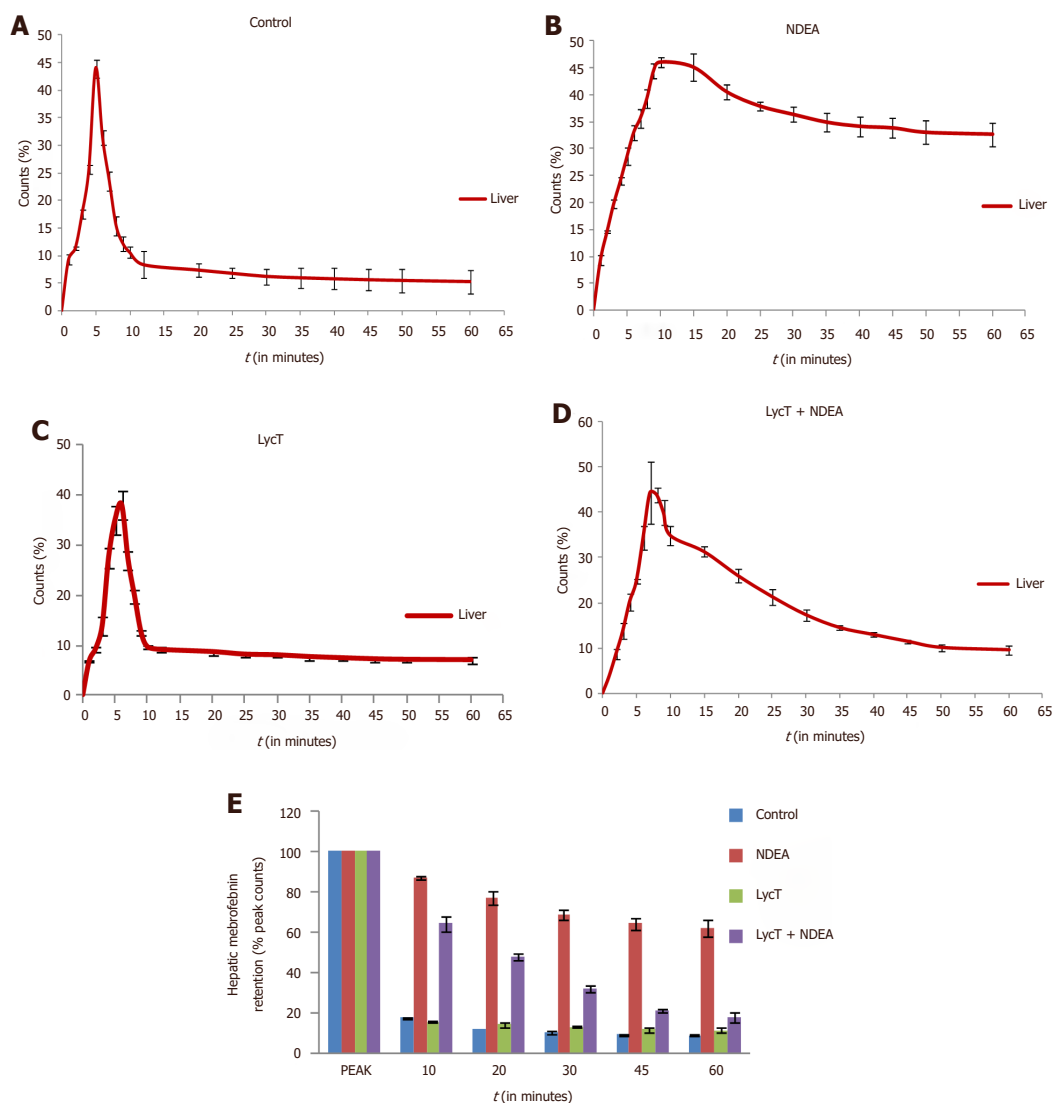 A
Control
50
45
40
35
30
25
20
15
10
5
0
Counts (%)
Liver
0 5 10 15 20 25 30 35 40 45 50 55 60 65
t (in minutes)
B
NDEA
50
45
40
35
30
25
20
15
10
5
0
Counts (%)
Liver
0 5 10 15 20 25 30 35 40 45 50 55 60 65
t (in minutes)
C
LycT
50
40
30
20
10
0
Counts (%)
Liver
0 5 10 15 20 25 30 35 40 45 50 55 60 65
t (in minutes)
D
LycT + NDEA
60
50
40
30
20
10
0
Counts (%)
Liver
0 5 10 15 20 25 30 35 40 45 50 55 60 65
t (in minutes)
E
120
100
80
60
40
20
0
Hepatic mebrofebnin
retention (% peak counts)
Control
NDEA
LycT
LycT + NDEA
PEAK 10 20 30 45 60
t (in minutes)